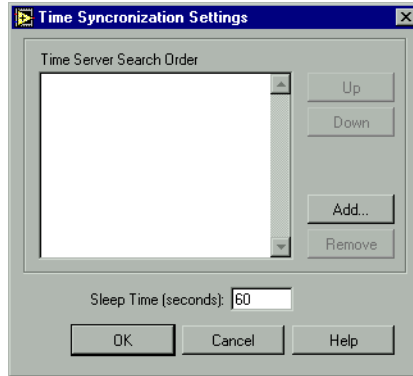 Time Syncronization Settings
Time Server Search Order
Up
Down
Add...
Remove
Sleep Time (seconds): 60
OK Cancel Help